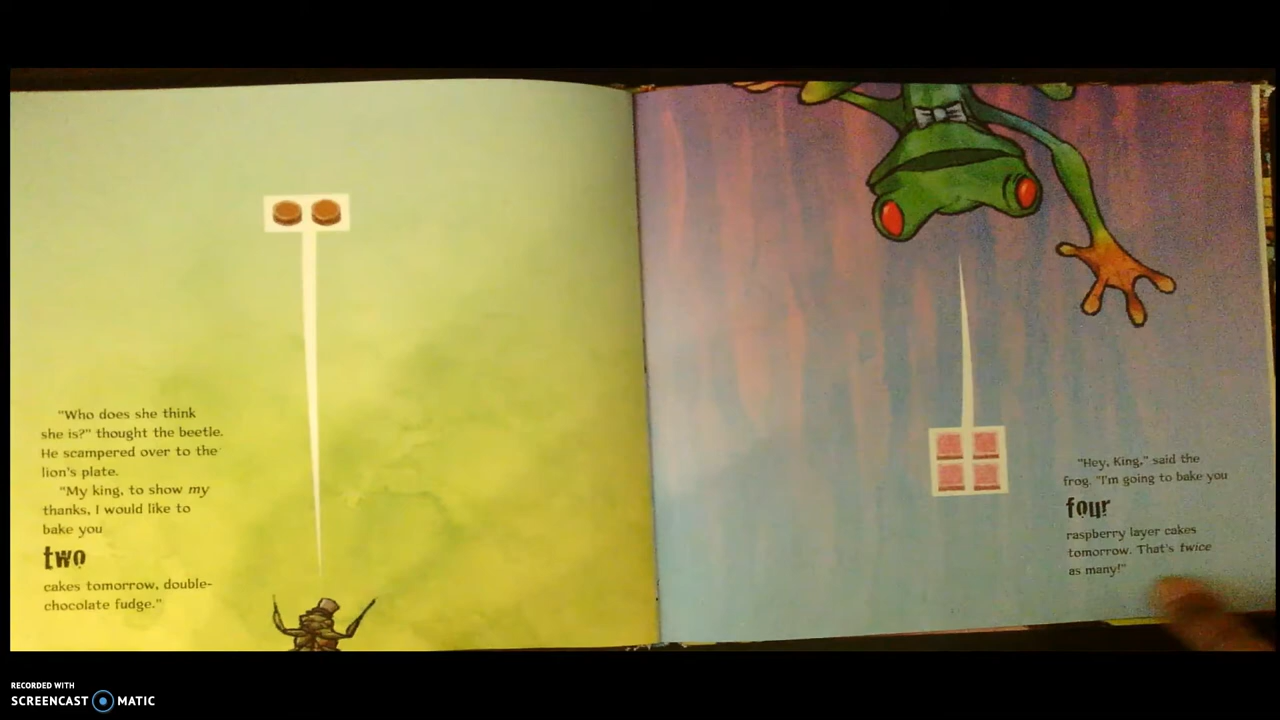 "Who does she think
she is?" thought the beetle.
He scampered over to the
lion's plate.
"My king, to show my
thanks, I would like to
bake you
two
cakes tomorrow, double-
chocolate fudge."
"Hey, King," said the
frog. "I'm going to bake you
four
raspberry layer cakes
tomorrow. That's twice
as many!"
RECORDED WITH
SCREENCAST MATIC